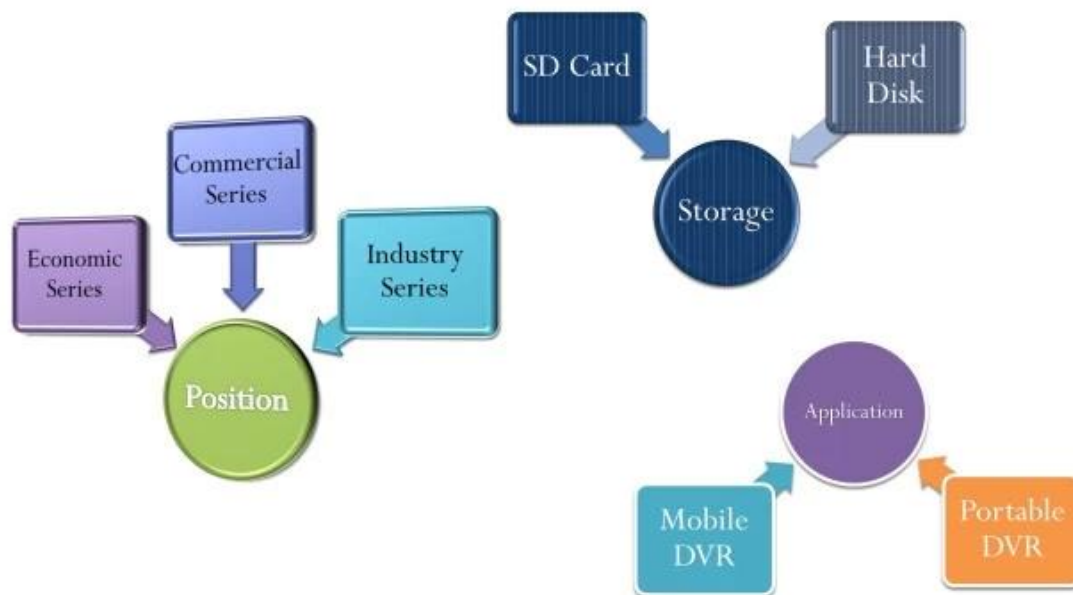 Commercial
Series
Economic
Series
Industry
Series
Position
SD Card
Hard
Disk
Storage
Application
Mobile
DVR
Portable
DVR